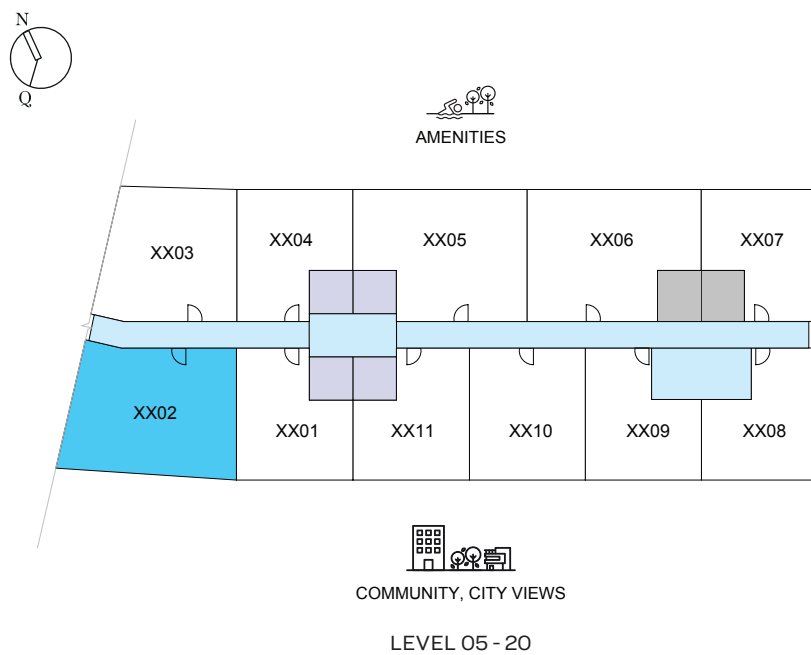 N
Q
AMENITIES
XX03
XX04
XX05
XX06
XX07
XX02
XX01
XX11
XX10
XX09
XX08
COMMUNITY, CITY VIEWS
LEVEL 05 - 20